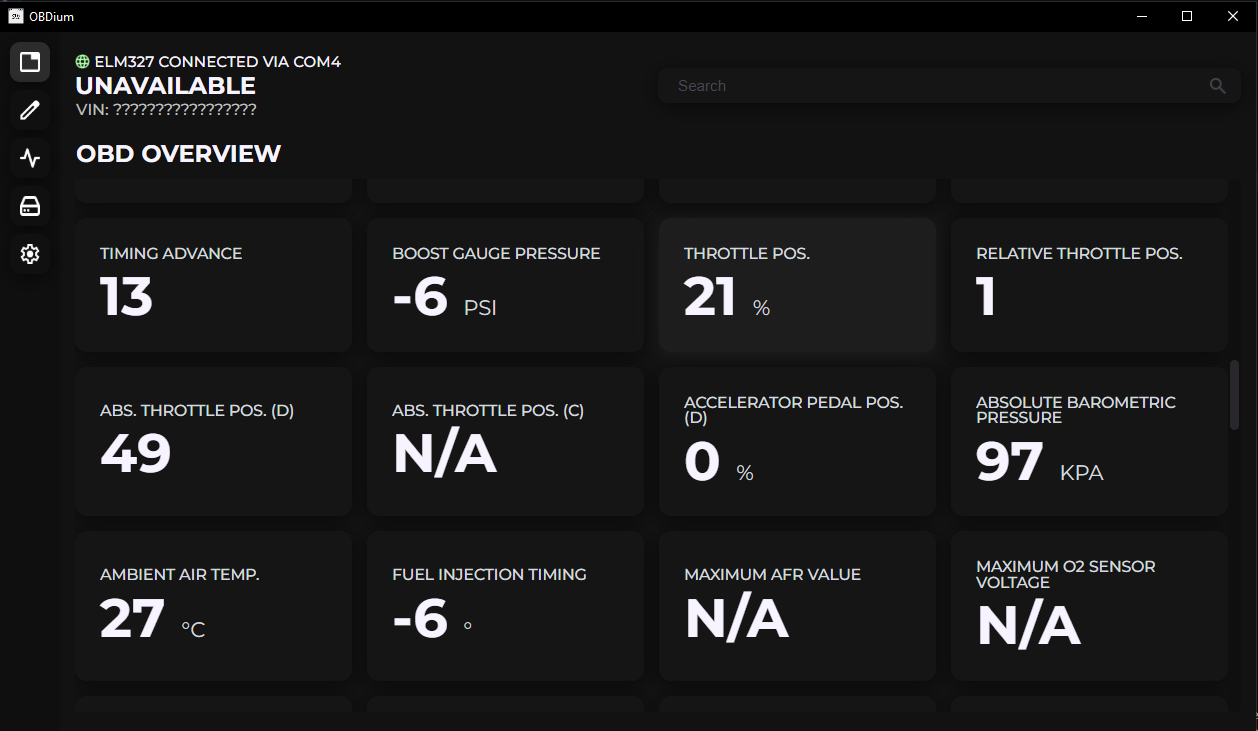 OBDium
ELM327 CONNECTED VIA COM4
UNAVAILABLE
VIN: ?????????????????
Search
OBD OVERVIEW
TIMING ADVANCE
13
BOOST GAUGE PRESSURE
-6 PSI
THROTTLE POS.
21 %
RELATIVE THROTTLE POS.
1
ABS. THROTTLE POS. (D)
49
ABS. THROTTLE POS. (C)
N/A
ACCELERATOR PEDAL POS.
(D)
0 %
ABSOLUTE BAROMETRIC
PRESSURE
97 KPA
AMBIENT AIR TEMP.
27 °C
FUEL INJECTION TIMING
-6 °
MAXIMUM AFR VALUE
N/A
MAXIMUM O2 SENSOR
VOLTAGE
N/A